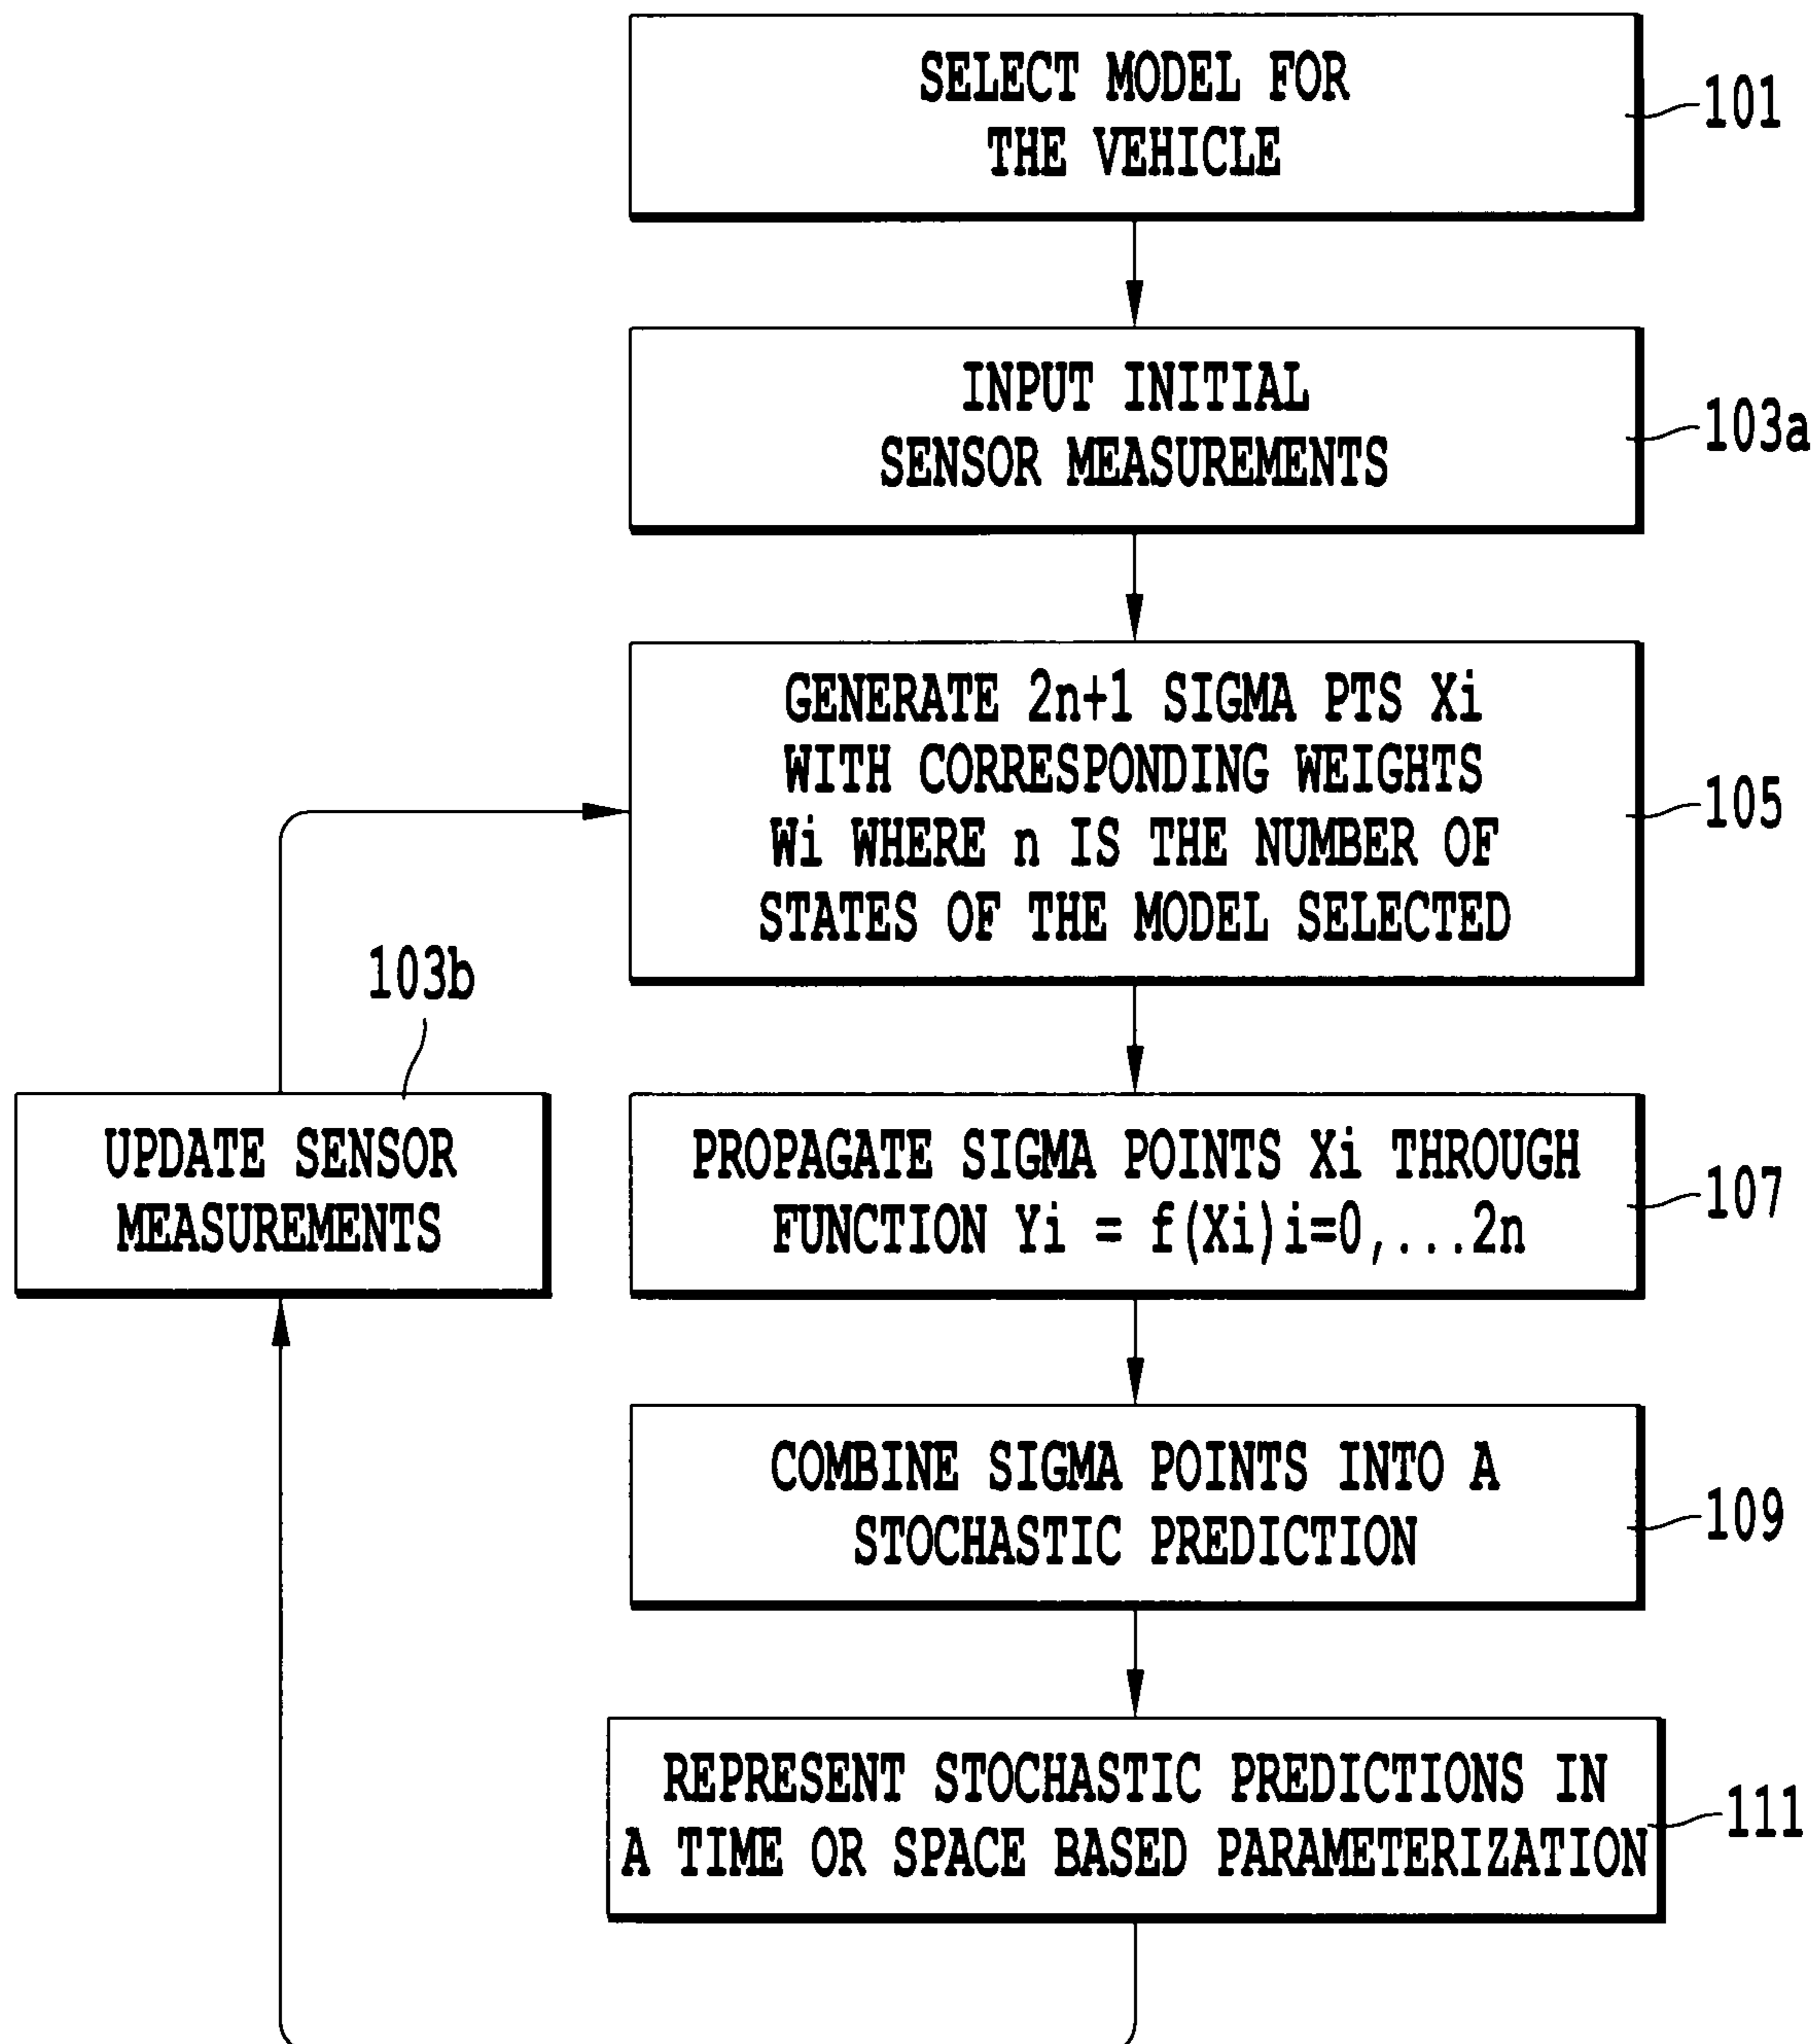 SELECT MODEL FOR
THE VEHICLE
101
INPUT INITIAL
SENSOR MEASUREMENTS
103a
GENERATE 2n+1 SIGMA PTS Xi
WITH CORRESPONDING WEIGHTS
Wi WHERE n IS THE NUMBER OF
STATES OF THE MODEL SELECTED
105
103b
UPDATE SENSOR
MEASUREMENTS
PROPAGATE SIGMA POINTS Xi THROUGH
FUNCTION Yi = f(Xi)i=0,...2n
107
COMBINE SIGMA POINTS INTO A
STOCHASTIC PREDICTION
109
REPRESENT STOCHASTIC PREDICTIONS IN
A TIME OR SPACE BASED PARAMETERIZATION
111